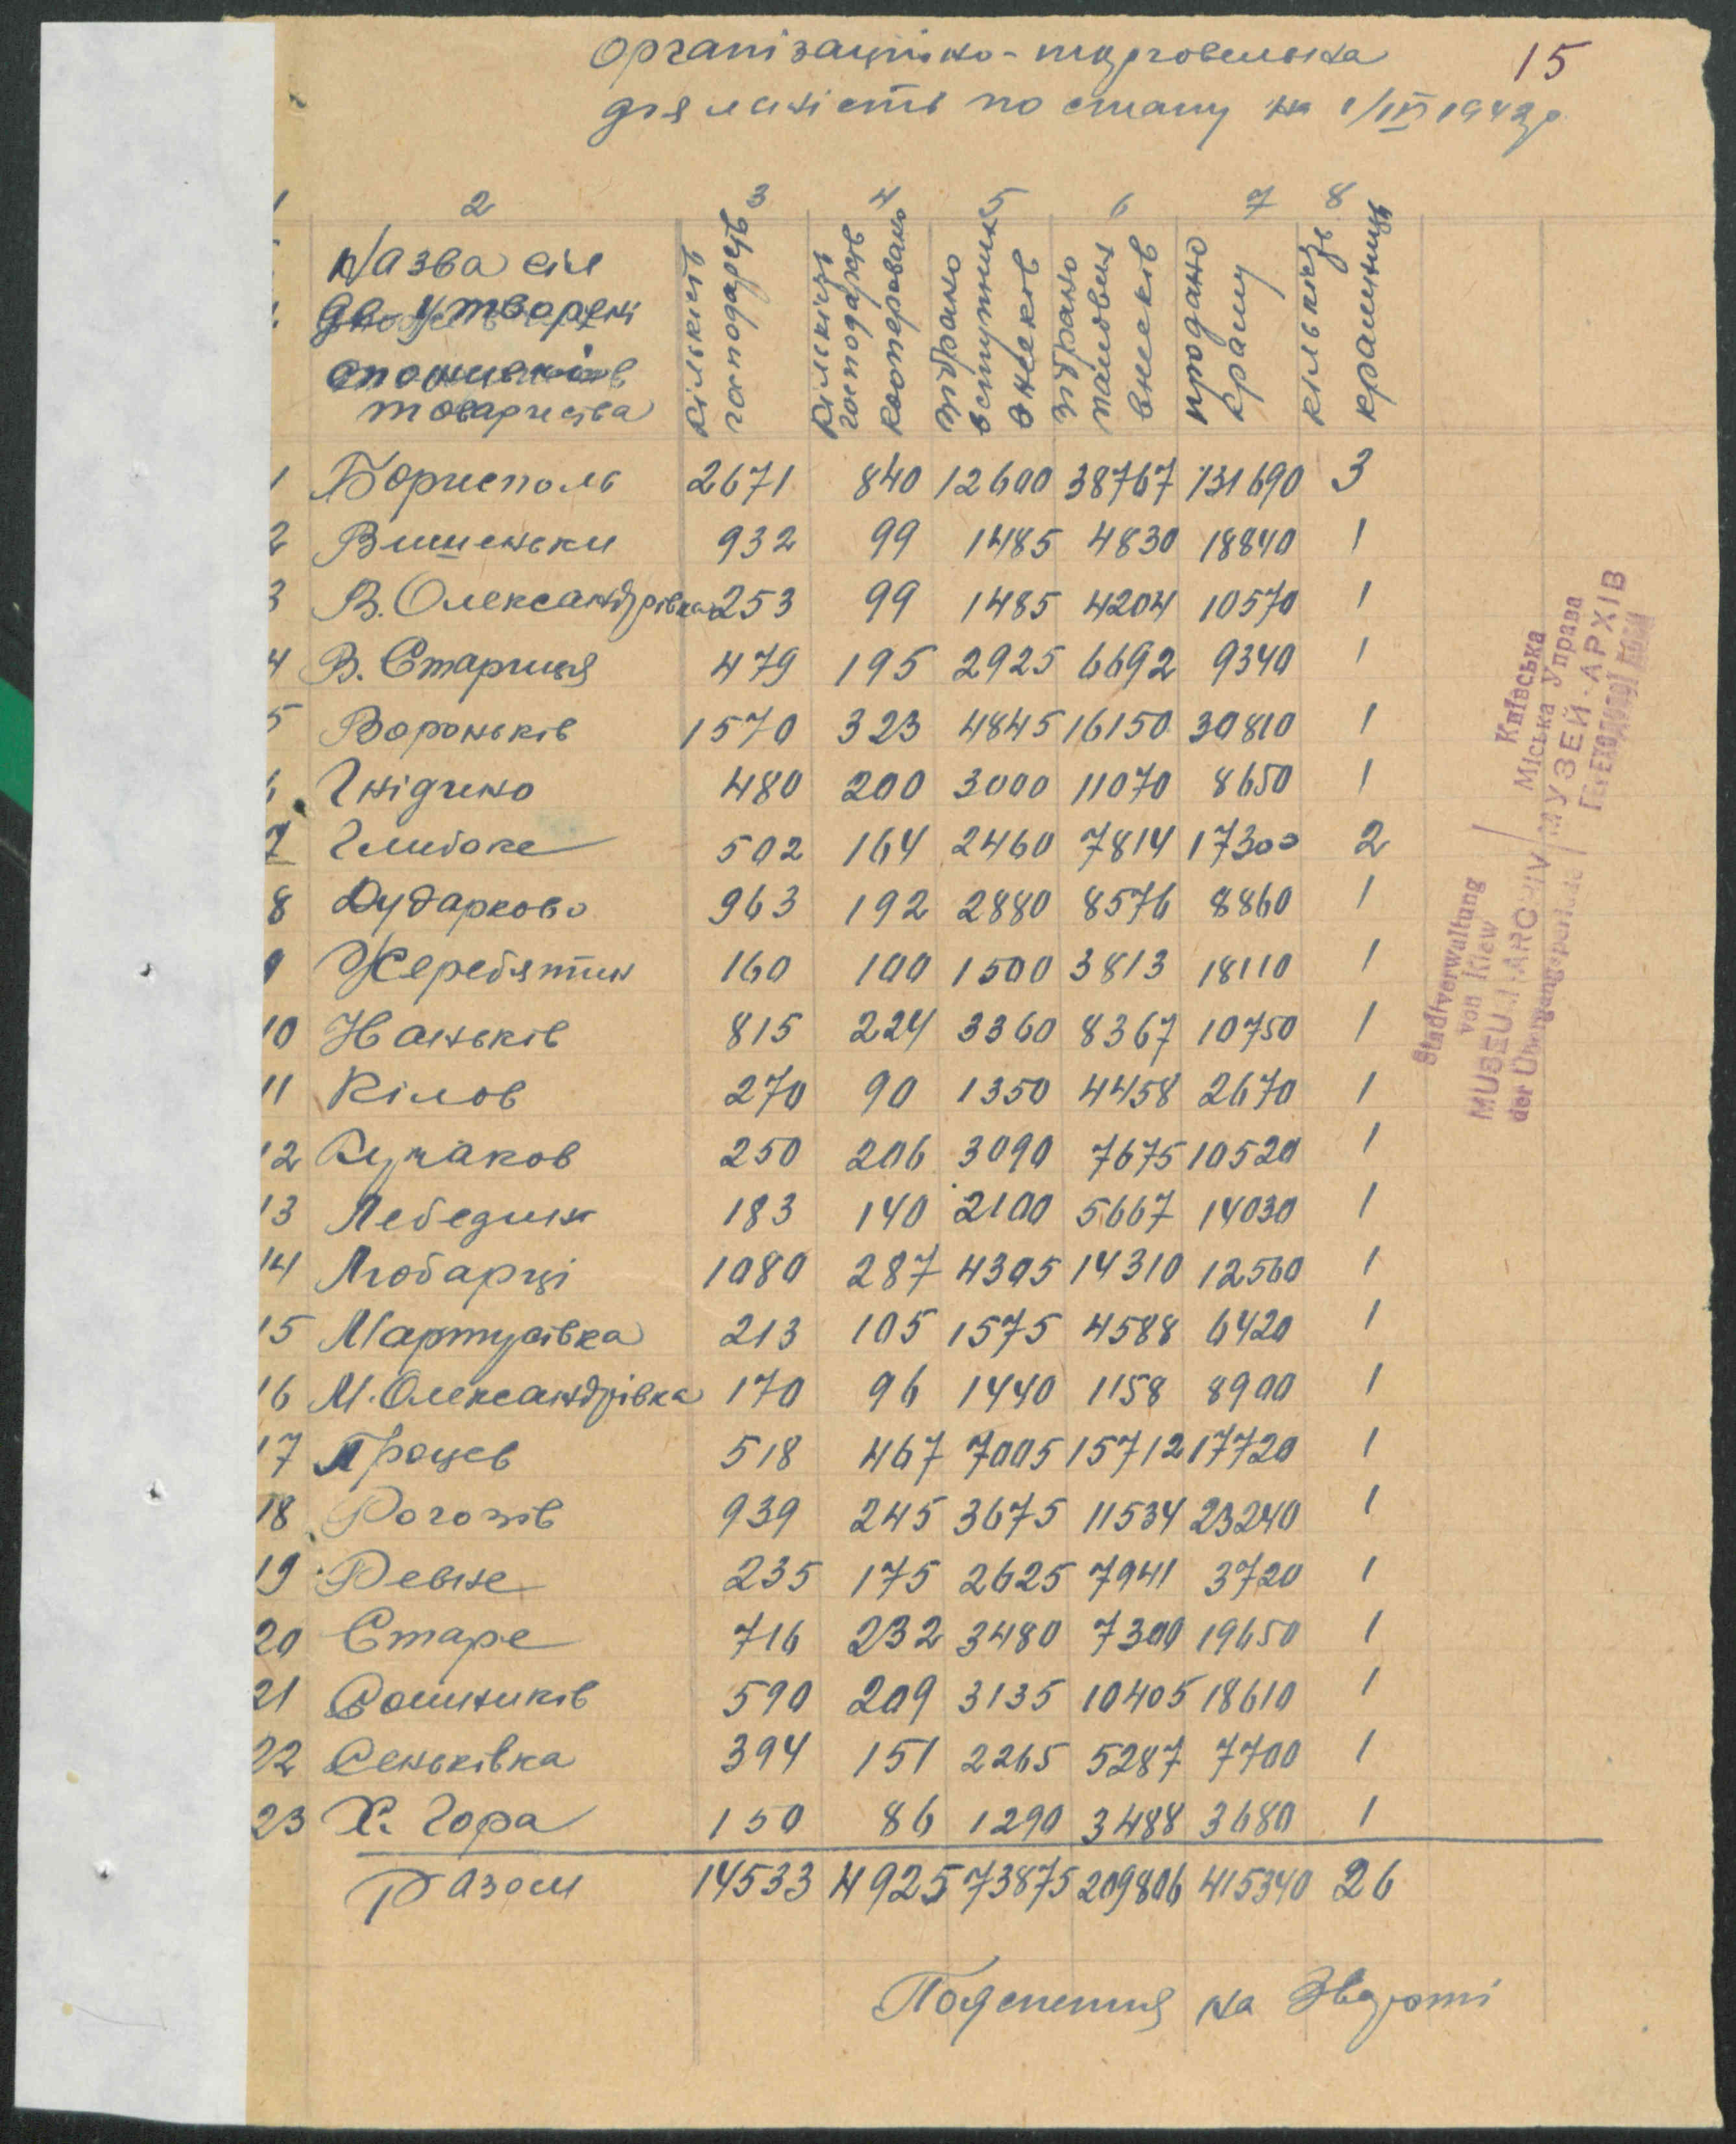 15
Організаційно-торговельна
діяльність по стану на 1/IV 1942 р
1 2 3 4 5 6 7 8
Назва сіл де утворені споживчі товариства
Кількість господарств
Кількість господарств кооперовано
зібрано вступних внесків
зібрано пайових внесків
продано краму
кількість крамниць
1 Бориспіль 2671 840 12600 38767 131690 3
2 Вишеньки 932 99 1485 4830 18840 1
3 В. Олександрівка 253 99 1485 4204 10570 1
4 В. Стариця 479 195 2925 6692 9340 1
5 Вороньків 1570 323 4845 16150 30810 1
6 Гнідино 480 200 3000 11070 8650 1
7 Глибоке 502 164 2460 7814 17300 2
8 Дударково 963 192 2880 8576 8860 1
9 Жеребятин 160 100 1500 3813 18110 1
10 Іваньків 815 224 3360 8367 10750 1
11 Кілов 270 90 1350 4458 2670 1
12 Кучаков 250 206 3090 7675 10520 1
13 Лебедин 183 140 2100 5667 14030 1
14 Любарці 1080 287 4305 14310 12560 1
15 Мартусівка 213 105 1575 4588 6420 1
16 М. Олександрівка 170 96 1440 1158 8900 1
17 Процев 518 467 7005 15712 17720 1
18 Рогозів 939 245 3675 11534 23240 1
19 Ревне 235 175 2625 7941 3720 1
20 Старе 716 232 3480 7300 19650 1
21 Сошників 590 209 3135 10405 18610 1
22 Сеньківка 394 151 2265 5287 7700 1
23 Х. Гора 150 86 1290 3488 3680 1
Разом 14533 4925 73875 209806 415340 26
Пояснення на звороті
Stadtverwaltung
von Kiew
MUSEUM-ARCHIV
der Übergangsperiode
Київська
Міська Управа
МУЗЕЙ-АРХІВ
Переходової доби